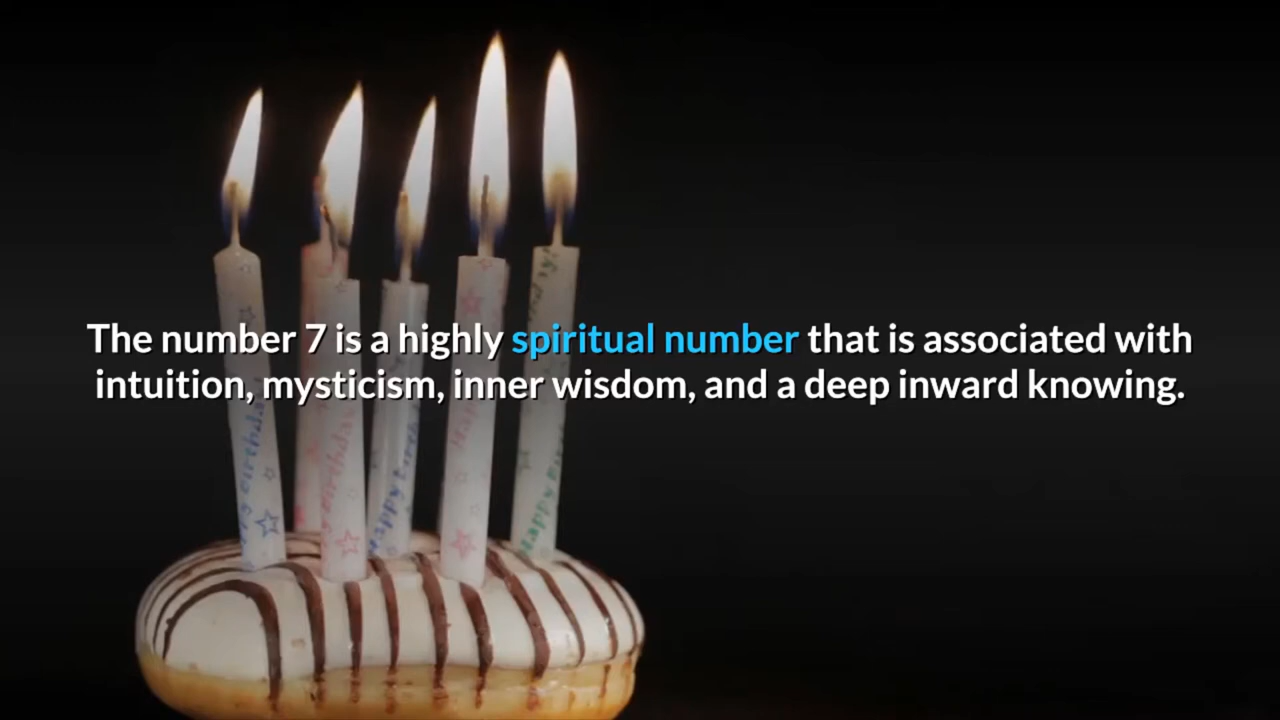 The number 7 is a highly spiritual number that is associated with
intuition, mysticism, inner wisdom, and a deep inward knowing.
Happy